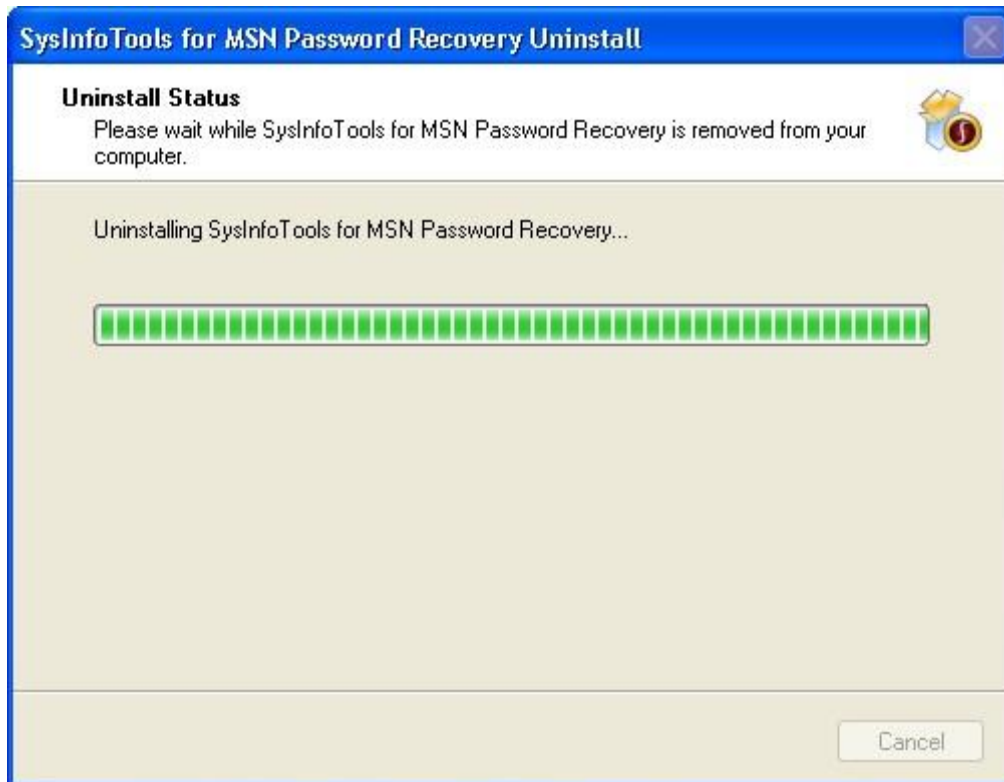 SysInfoTools for MSN Password Recovery Uninstall
Uninstall Status
Please wait while SysInfoTools for MSN Password Recovery is removed from your
computer.
Uninstalling SysInfoTools for MSN Password Recovery...
Cancel